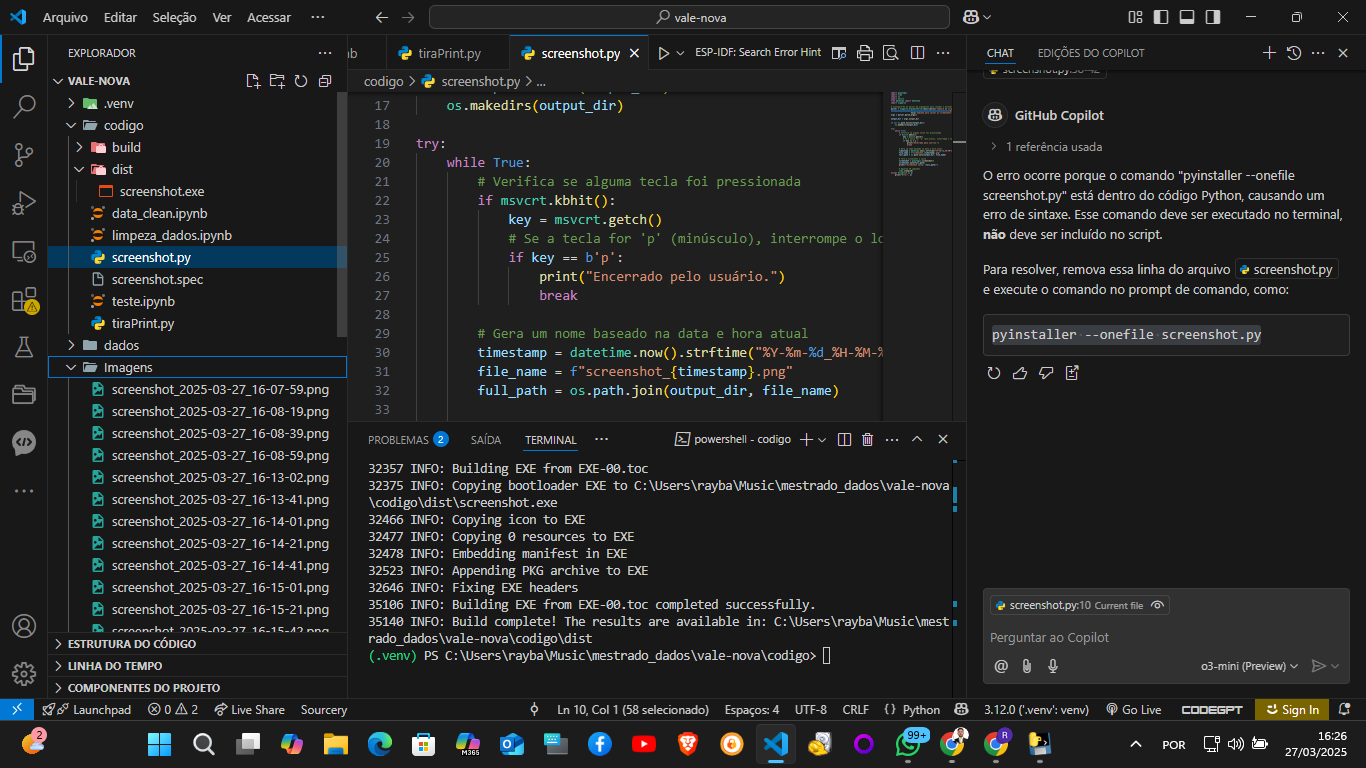 Arquivo Editar Seleção Ver Acessar ···
vale-nova
EXPLORADOR
VALE-NOVA
.venv
codigo
build
dist
screenshot.exe
data_clean.ipynb
limpeza_dados.ipynb
screenshot.py
screenshot.spec
teste.ipynb
tiraPrint.py
dados
Imagens
screenshot_2025-03-27_16-07-59.png
screenshot_2025-03-27_16-08-19.png
screenshot_2025-03-27_16-08-39.png
screenshot_2025-03-27_16-08-59.png
screenshot_2025-03-27_16-13-02.png
screenshot_2025-03-27_16-13-41.png
screenshot_2025-03-27_16-14-01.png
screenshot_2025-03-27_16-14-21.png
screenshot_2025-03-27_16-14-41.png
screenshot_2025-03-27_16-15-01.png
screenshot_2025-03-27_16-15-21.png
screenshot_2025-03-27_16-15-42.png
ESTRUTURA DO CÓDIGO
LINHA DO TEMPO
COMPONENTES DO PROJETO
nb tiraPrint.py screenshot.py ESP-IDF: Search Error Hint
codigo > screenshot.py > ...
17 os.makedirs(output_dir)
18
19 try:
20 while True:
21 # Verifica se alguma tecla foi pressionada
22 if msvcrt.kbhit():
23 key = msvcrt.getch()
24 # Se a tecla for 'p' (minúsculo), interrompe o lo
25 if key == b'p':
26 print("Encerrado pelo usuário.")
27 break
28
29 # Gera um nome baseado na data e hora atual
30 timestamp = datetime.now().strftime("%Y-%m-%d_%H-%M-%
31 file_name = f"screenshot_{timestamp}.png"
32 full_path = os.path.join(output_dir, file_name)
33
PROBLEMAS 2 SAÍDA TERMINAL ··· powershell - codigo
32357 INFO: Building EXE from EXE-00.toc
32375 INFO: Copying bootloader EXE to C:\Users\rayba\Music\mestrado_dados\vale-nova
\codigo\dist\screenshot.exe
32466 INFO: Copying icon to EXE
32477 INFO: Copying 0 resources to EXE
32478 INFO: Embedding manifest in EXE
32523 INFO: Appending PKG archive to EXE
32646 INFO: Fixing EXE headers
35106 INFO: Building EXE from EXE-00.toc completed successfully.
35140 INFO: Build complete! The results are available in: C:\Users\rayba\Music\mest
rado_dados\vale-nova\codigo\dist
(.venv) PS C:\Users\rayba\Music\mestrado_dados\vale-nova\codigo>
CHAT EDIÇÕES DO COPILOT
screenshot.py:38-42
GitHub Copilot
1 referência usada
O erro ocorre porque o comando "pyinstaller --onefile
screenshot.py" está dentro do código Python, causando um
erro de sintaxe. Esse comando deve ser executado no terminal,
não deve ser incluído no script.
Para resolver, remova essa linha do arquivo screenshot.py
e execute o comando no prompt de comando, como:
pyinstaller --onefile screenshot.py
screenshot.py:10 Current file
Perguntar ao Copilot
o3-mini (Preview)
Launchpad 0 2 Live Share Sourcery Ln 10, Col 1 (58 selecionado) Espaços: 4 UTF-8 CRLF Python 3.12.0 ('.venv': venv) Go Live CODEGPT Sign In
2 M365 99+ R POR 16:26
27/03/2025